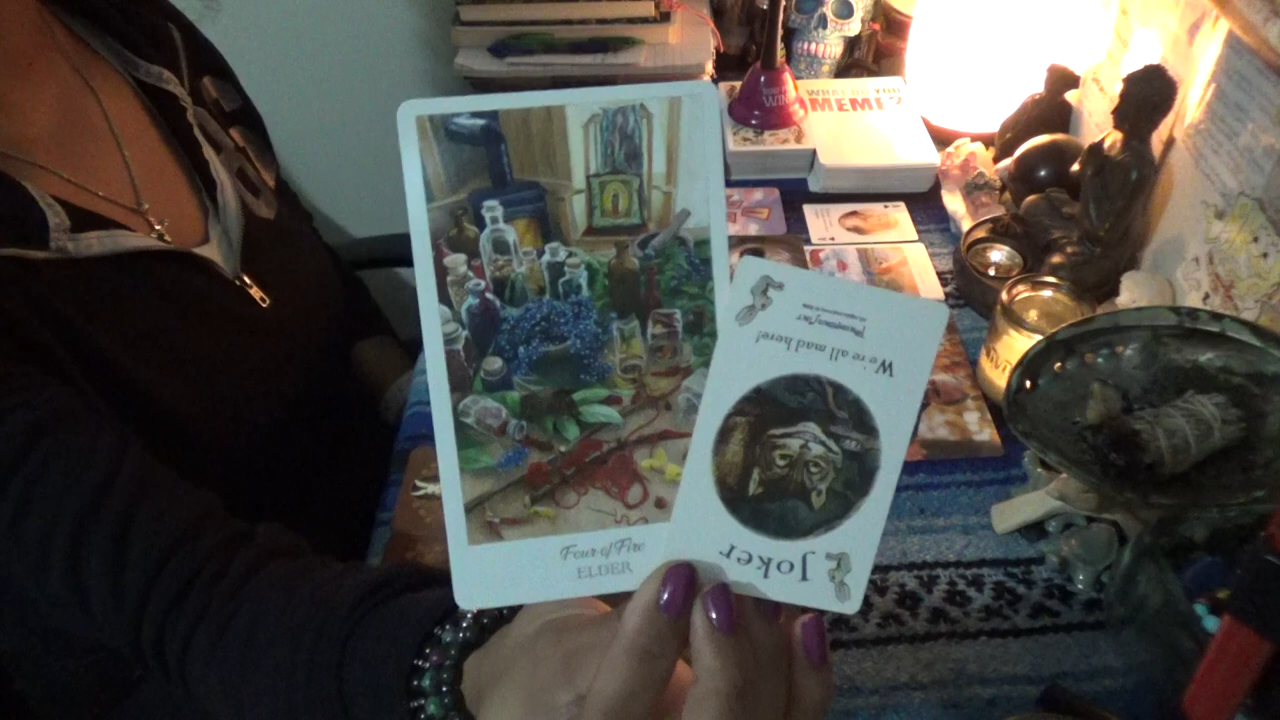 WHAT DO YOU
MEME?
Four of Fire
ELDER
Joker
We're all mad here!